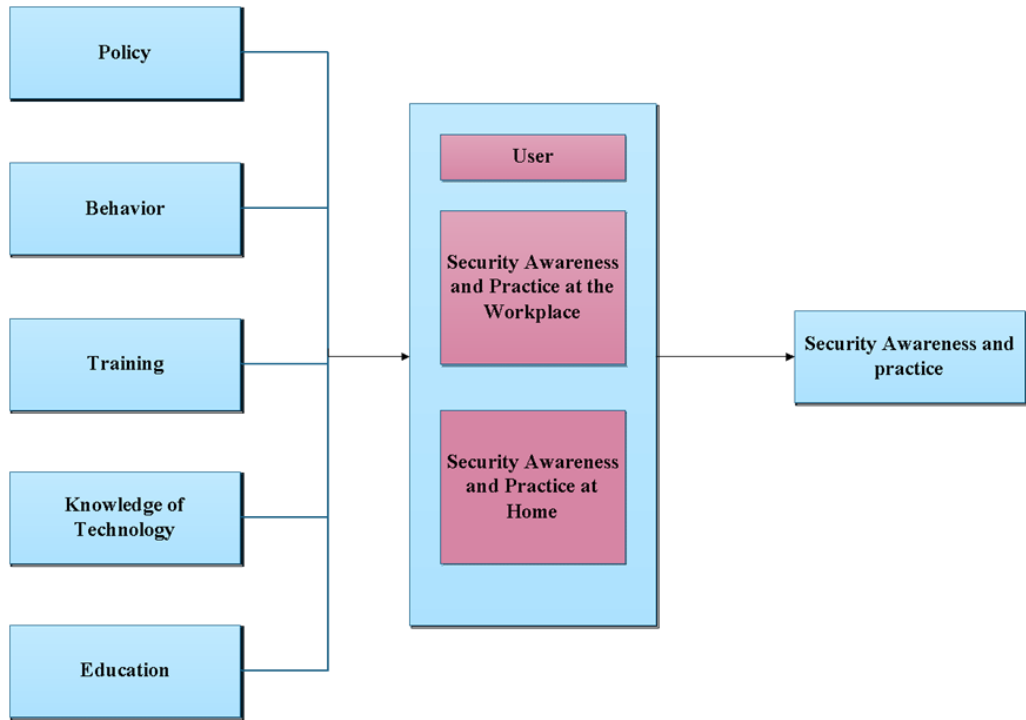 Policy
Behavior
Training
Knowledge of
Technology
Education
User
Security Awareness
and Practice at the
Workplace
Security Awareness
and Practice at
Home
Security Awareness and
practice